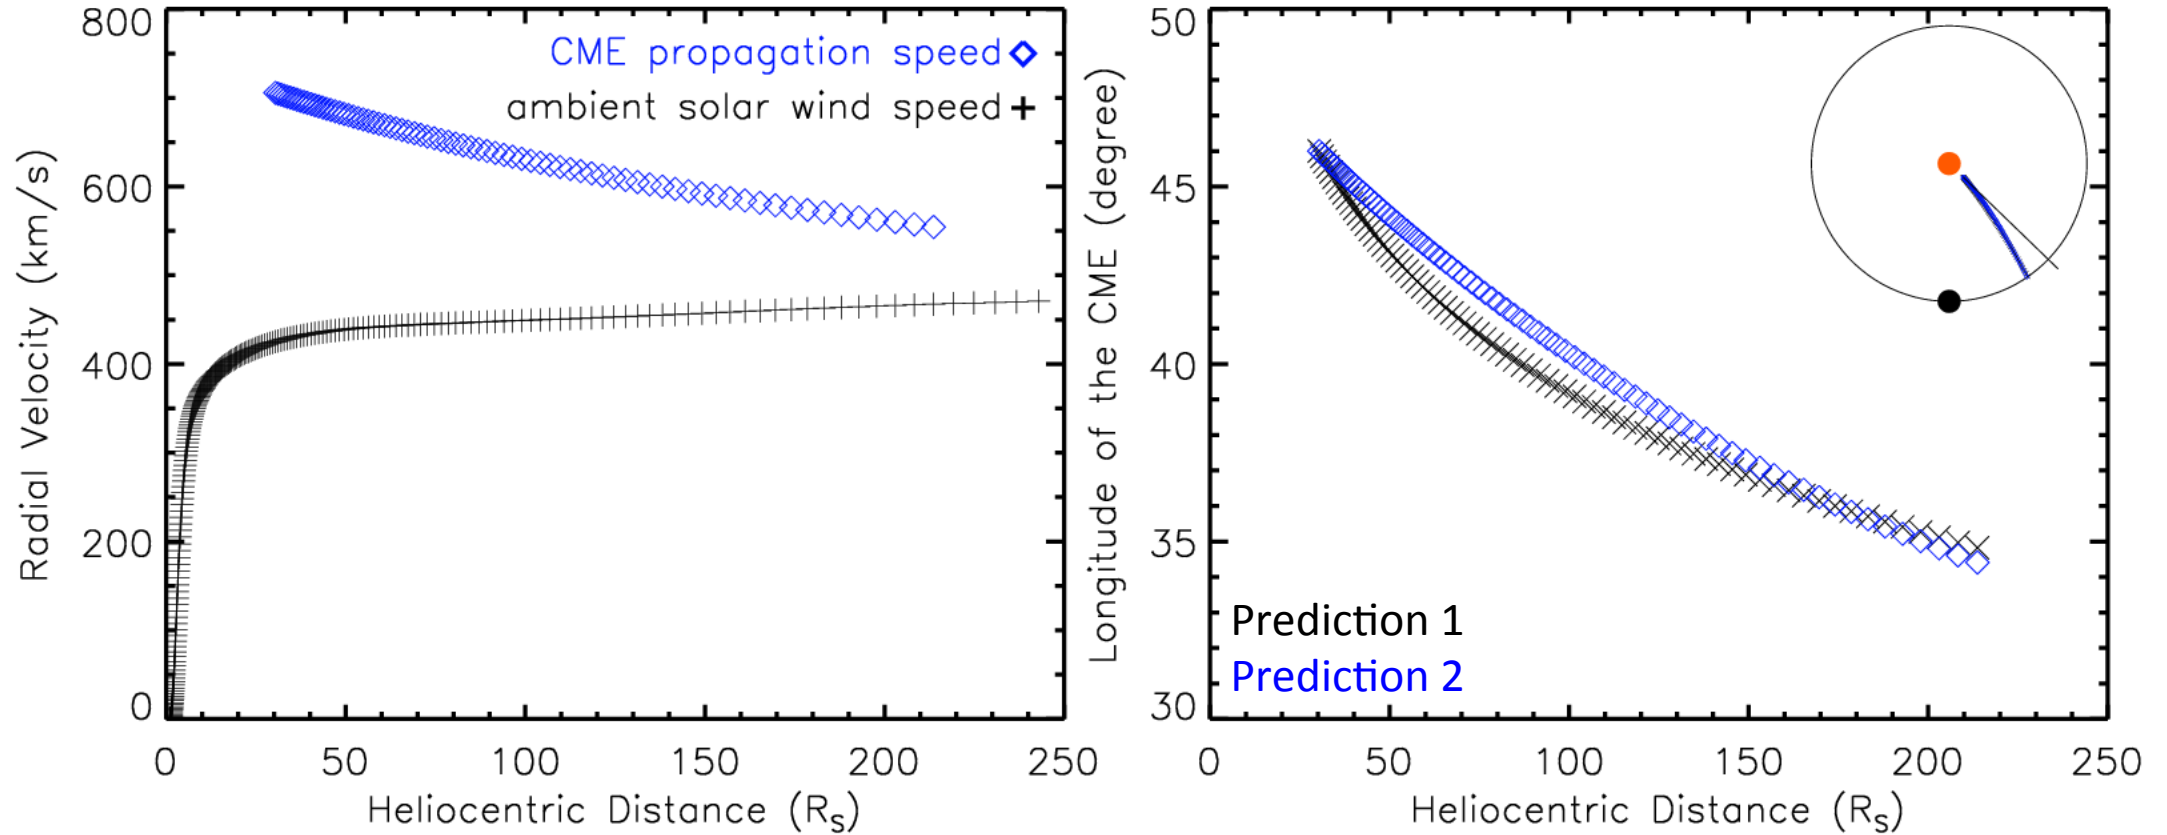 800
600
400
200
0
Radial Velocity (km/s)
CME propagation speed
ambient solar wind speed
0 50 100 150 200 250
Heliocentric Distance (Rs)
50
45
40
35
30
Longitude of the CME (degree)
Prediction 1
Prediction 2
0 50 100 150 200 250
Heliocentric Distance (Rs)